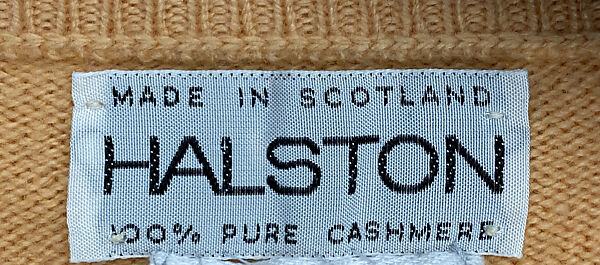 MADE IN SCOTLAND
HALSTON
100% PURE CASHMERE